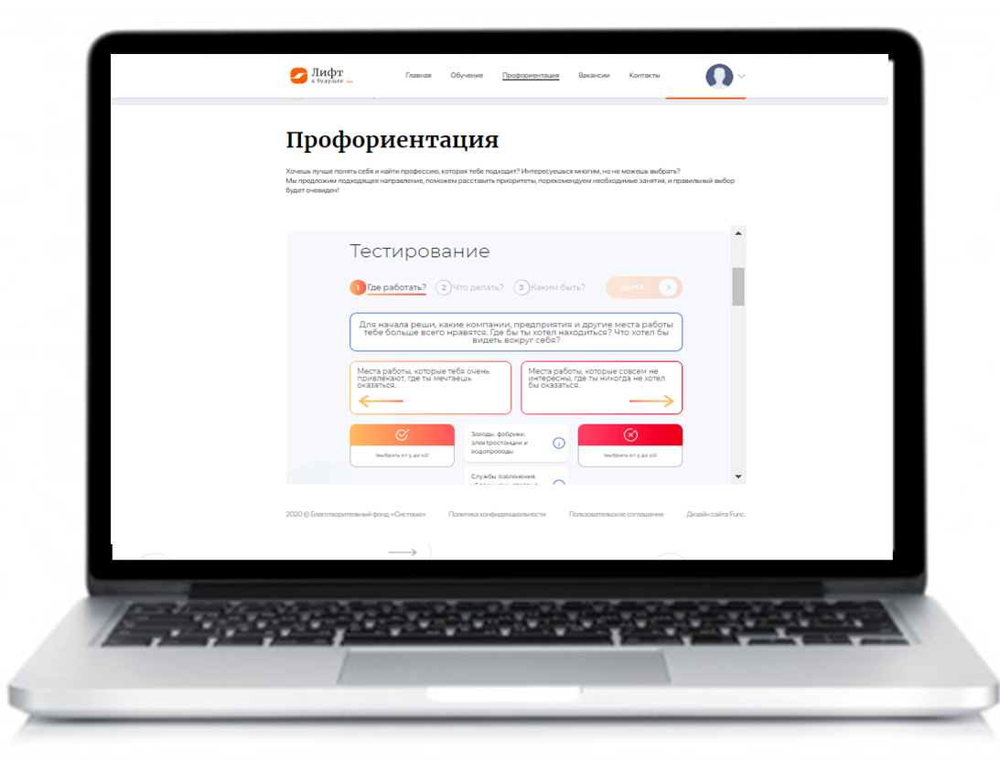 Лифт
в будущее
Главная
Обучение
Профориентация
Вакансии
Контакты
Профориентация
Хочешь лучше понять себя и найти профессию, которая тебе подходит? Интересуешься многим, но не можешь выбрать?
Мы предложим подходящее направление, поможем расставить приоритеты, порекомендуем необходимые занятия, и правильный выбор
будет очевиден!
Тестирование
1 Где работать?
2 Что делать?
3 Каким быть?
ДАЛЕЕ
Для начала реши, какие компании, предприятия и другие места работы
тебе больше всего нравятся. Где бы ты хотел находиться? Что хотел бы
видеть вокруг себя?
Места работы, которые тебя очень
привлекают, где ты мечтаешь
оказаться.
Места работы, которые совсем не
интересны, где ты никогда не хотел
бы оказаться.
(выбрать от 5 до 10)
Заводы, фабрики,
электростанции и
водопроводы
(выбрать от 5 до 10)
Службы озеленения,
2020 © Благотворительный фонд «Система»
Политика конфиденциальности
Пользовательское соглашение
Дизайн сайта Func.